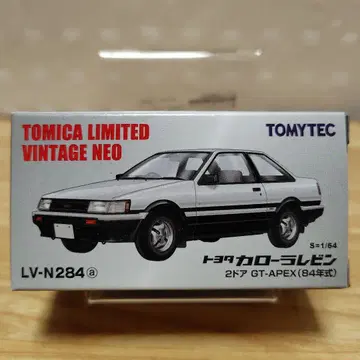 TOMICA LIMITED
VINTAGE NEO
TOMYTEC
S=1/64
トヨタ カローラレビン
LV-N284ⓐ
2ドア GT-APEX(84年式)